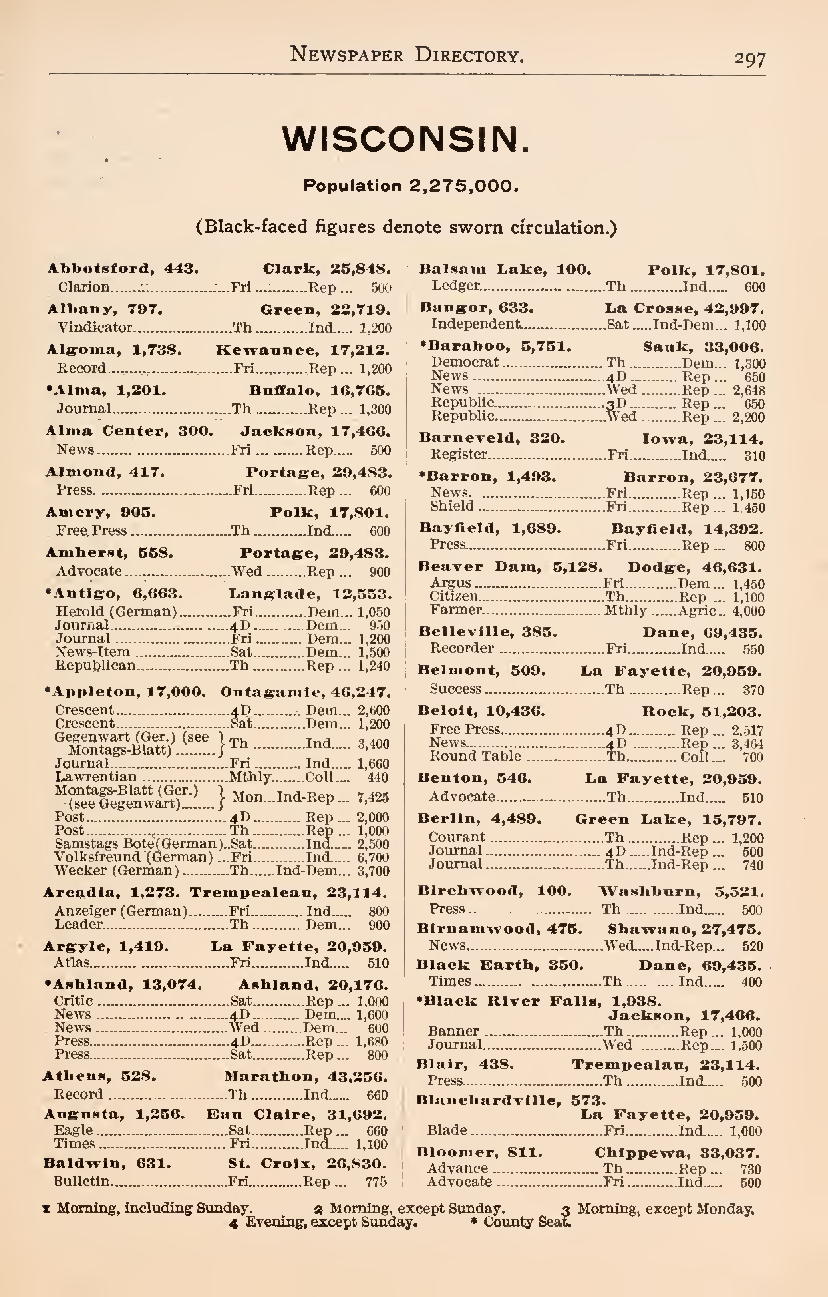 NEWSPAPER DIRECTORY. 297
WISCONSIN.
Population 2,275,000.
(Black-faced figures denote sworn circulation.)
Abbotsford, 443. Clark, 25,848.
Clarion Fri Rep 500
Albany, 797. Green, 22,719.
Vindicator Th Ind. 1,200
Algoma, 1,738. Kewaunee, 17,212.
Record Fri. Rep 1,200
*Alma, 1,201. Buffalo, 16,765.
Journal Th Rep 1,300
Alma Center, 300. Jackson, 17,466.
News Fri Rep 500
Almond, 417. Portage, 29,483.
Press. Fri. Rep 600
Amery, 905. Polk, 17,801.
Free Press Th Ind. 600
Amherst, 558. Portage, 29,483.
Advocate Wed Rep 900
*Antigo, 6,663. Langlade, 12,553.
Herold (German) Fri Dem 1,050
Journal 4D Dem 950
Journal Fri Dem 1,200
News-Item Sat Dem 1,500
Republican Th Rep 1,240
*Appleton, 17,000. Outagamie, 46,247.
Crescent 4D Dem 2,600
Crescent Sat Dem 1,200
Gegenwart (Ger.) (see
Montags-Blatt) } Th Ind. 3,400
Journal Fri Ind. 1,660
Lawrentian Mthly Coll 440
Montags-Blatt (Ger.)
(see Gegenwart) } Mon Ind-Rep 7,425
Post 4D Rep 2,000
Post Th Rep 1,000
Samstags Bote(German) Sat Ind. 2,500
Volksfreund (German) Fri Ind. 6,700
Wecker (German) Th Ind-Dem 3,700
Arcadia, 1,273. Trempealeau, 23,114.
Anzeiger (German) Fri Ind. 800
Leader Th Dem 900
Argyle, 1,419. La Fayette, 20,959.
Atlas Fri Ind. 510
*Ashland, 13,074. Ashland, 20,176.
Critic Sat Rep 1,000
News 4D Dem 1,600
News Wed Dem 600
Press 4D Rep 1,680
Press Sat Rep 800
Athens, 528. Marathon, 43,256.
Record Th Ind. 660
Augusta, 1,256. Eau Claire, 31,692.
Eagle Sat Rep 660
Times Fri. Ind. 1,100
Baldwin, 631. St. Croix, 26,830.
Bulletin Fri Rep 775
Balsam Lake, 100. Polk, 17,801.
Ledger Th Ind. 600
Bangor, 633. La Crosse, 42,997.
Independent Sat Ind-Dem 1,100
*Baraboo, 5,751. Sauk, 33,006.
Democrat Th Dem 1,300
News 4D Rep 650
News Wed Rep 2,648
Republic 3D Rep 650
Republic Wed Rep 2,200
Barneveld, 320. Iowa, 23,114.
Register Fri Ind. 310
*Barron, 1,493. Barron, 23,677.
News. Fri Rep 1,150
Shield Fri Rep 1,450
Bayfield, 1,689. Bayfield, 14,392.
Press Fri Rep 800
Beaver Dam, 5,128. Dodge, 46,631.
Argus Fri Dem 1,450
Citizen Th Rep 1,100
Farmer Mthly Agric 4,000
Belleville, 385. Dane, 69,435.
Recorder Fri Ind. 550
Belmont, 509. La Fayette, 20,959.
Success Th Rep 370
Beloit, 10,436. Rock, 51,203.
Free Press 4D Rep 2,517
News 4D Rep 3,464
Round Table Th Coll 700
Benton, 546. La Fayette, 20,959.
Advocate Th Ind. 510
Berlin, 4,489. Green Lake, 15,797.
Courant Th Rep 1,200
Journal 4D Ind-Rep 500
Journal Th Ind-Rep 740
Birchwood, 100. Washburn, 5,521.
Press Th Ind. 500
Birnamwood, 475. Shawano, 27,475.
News Wed Ind-Rep 520
Black Earth, 350. Dane, 69,435.
Times Th Ind 400
*Black River Falls, 1,938.
Jackson, 17,466.
Banner Th Rep 1,000
Journal Wed Rep 1,500
Blair, 438. Trempealan, 23,114.
Press Th Ind. 500
Blanchardville, 573.
La Fayette, 20,959.
Blade Fri Ind. 1,000
Bloomer, 811. Chippewa, 33,037.
Advance Th Rep 730
Advocate Fri Ind. 500
1 Morning, including Sunday. 2 Morning, except Sunday. 3 Morning, except Monday.
4 Evening, except Sunday. * County Seat.